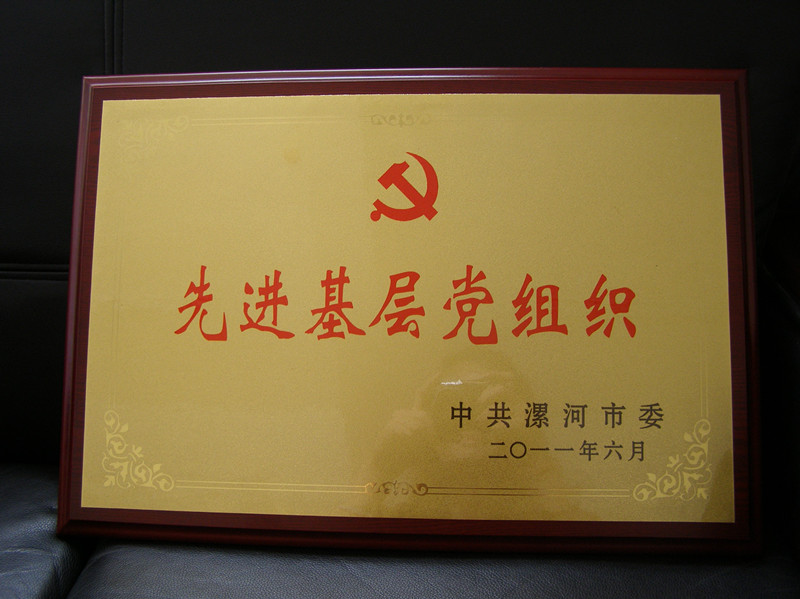 先进基层党组织
中共漯河市委
二〇一一年六月